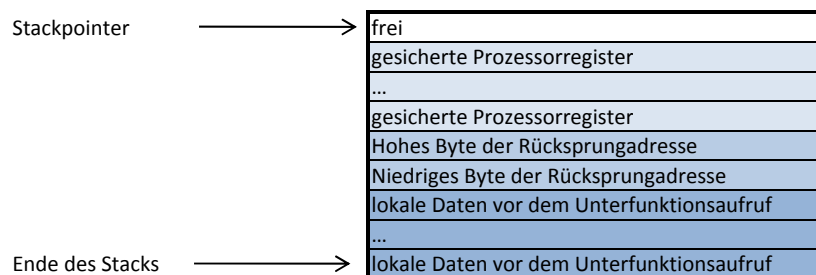 Stackpointer
frei
gesicherte Prozessorregister
...
gesicherte Prozessorregister
Hohes Byte der Rücksprungadresse
Niedriges Byte der Rücksprungadresse
lokale Daten vor dem Unterfunktionsaufruf
...
Ende des Stacks
lokale Daten vor dem Unterfunktionsaufruf